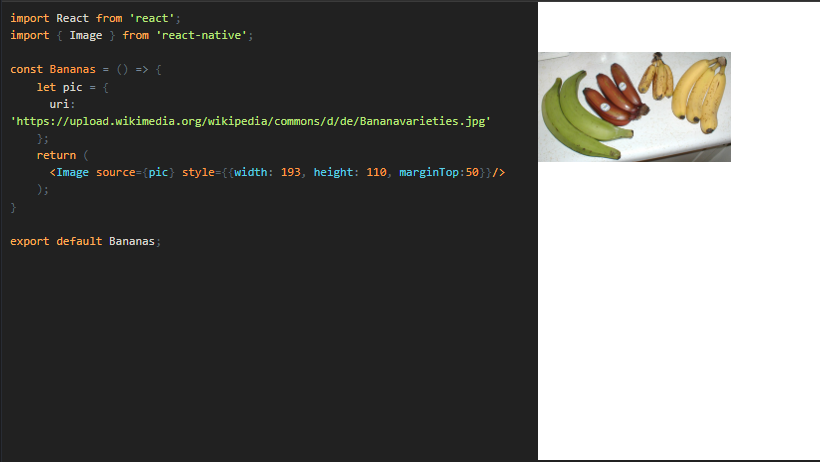 import React from 'react';
import { Image } from 'react-native';
const Bananas = () => {
let pic = {
uri:
'https://upload.wikimedia.org/wikipedia/commons/d/de/Bananavarieties.jpg'
};
return (
<Image source={pic} style={{width: 193, height: 110, marginTop:50}}/>
);
}
export default Bananas;